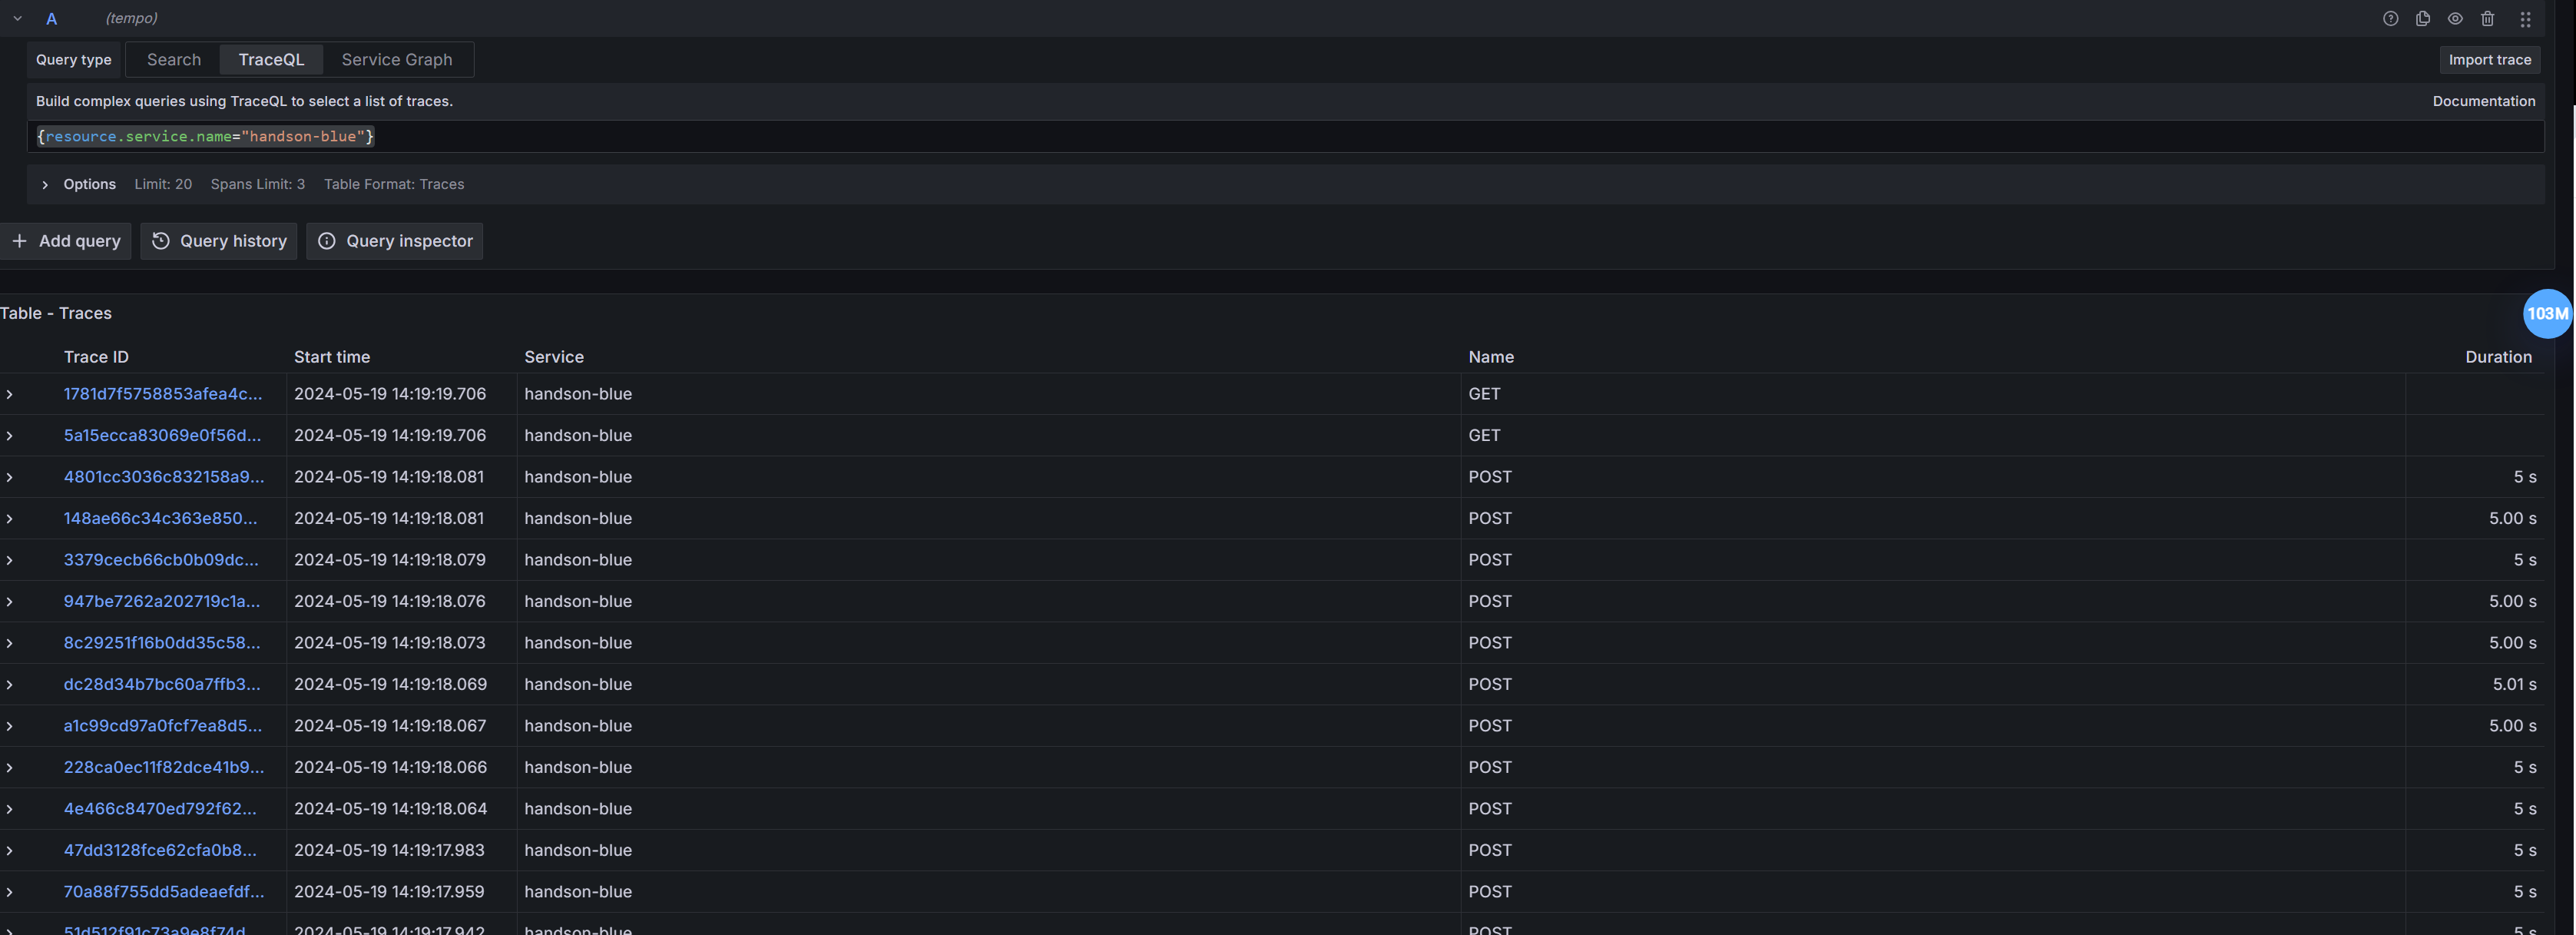 A (tempo)
Query type Search TraceQL Service Graph Import trace
Build complex queries using TraceQL to select a list of traces. Documentation
{resource.service.name="handson-blue"}
Options Limit: 20 Spans Limit: 3 Table Format: Traces
Add query Query history Query inspector
Table - Traces
103M
Trace ID Start time Service Name Duration
1781d7f5758853afea4c... 2024-05-19 14:19:19.706 handson-blue GET
5a15ecca83069e0f56d... 2024-05-19 14:19:19.706 handson-blue GET
4801cc3036c832158a9... 2024-05-19 14:19:18.081 handson-blue POST 5 s
148ae66c34c363e850... 2024-05-19 14:19:18.081 handson-blue POST 5.00 s
3379cecb66cb0b09dc... 2024-05-19 14:19:18.079 handson-blue POST 5 s
947be7262a202719c1a... 2024-05-19 14:19:18.076 handson-blue POST 5.00 s
8c29251f16b0dd35c58... 2024-05-19 14:19:18.073 handson-blue POST 5.00 s
dc28d34b7bc60a7ffb3... 2024-05-19 14:19:18.069 handson-blue POST 5.01 s
a1c99cd97a0fcf7ea8d5... 2024-05-19 14:19:18.067 handson-blue POST 5.00 s
228ca0ec11f82dce41b9... 2024-05-19 14:19:18.066 handson-blue POST 5 s
4e466c8470ed792f62... 2024-05-19 14:19:18.064 handson-blue POST 5 s
47dd3128fce62cfa0b8... 2024-05-19 14:19:17.983 handson-blue POST 5 s
70a88f755dd5adeaefdf... 2024-05-19 14:19:17.959 handson-blue POST 5 s
51d512f91c73a9e8f74d 2024-05-19 14:19:17.942 handson-blue POST 5 s